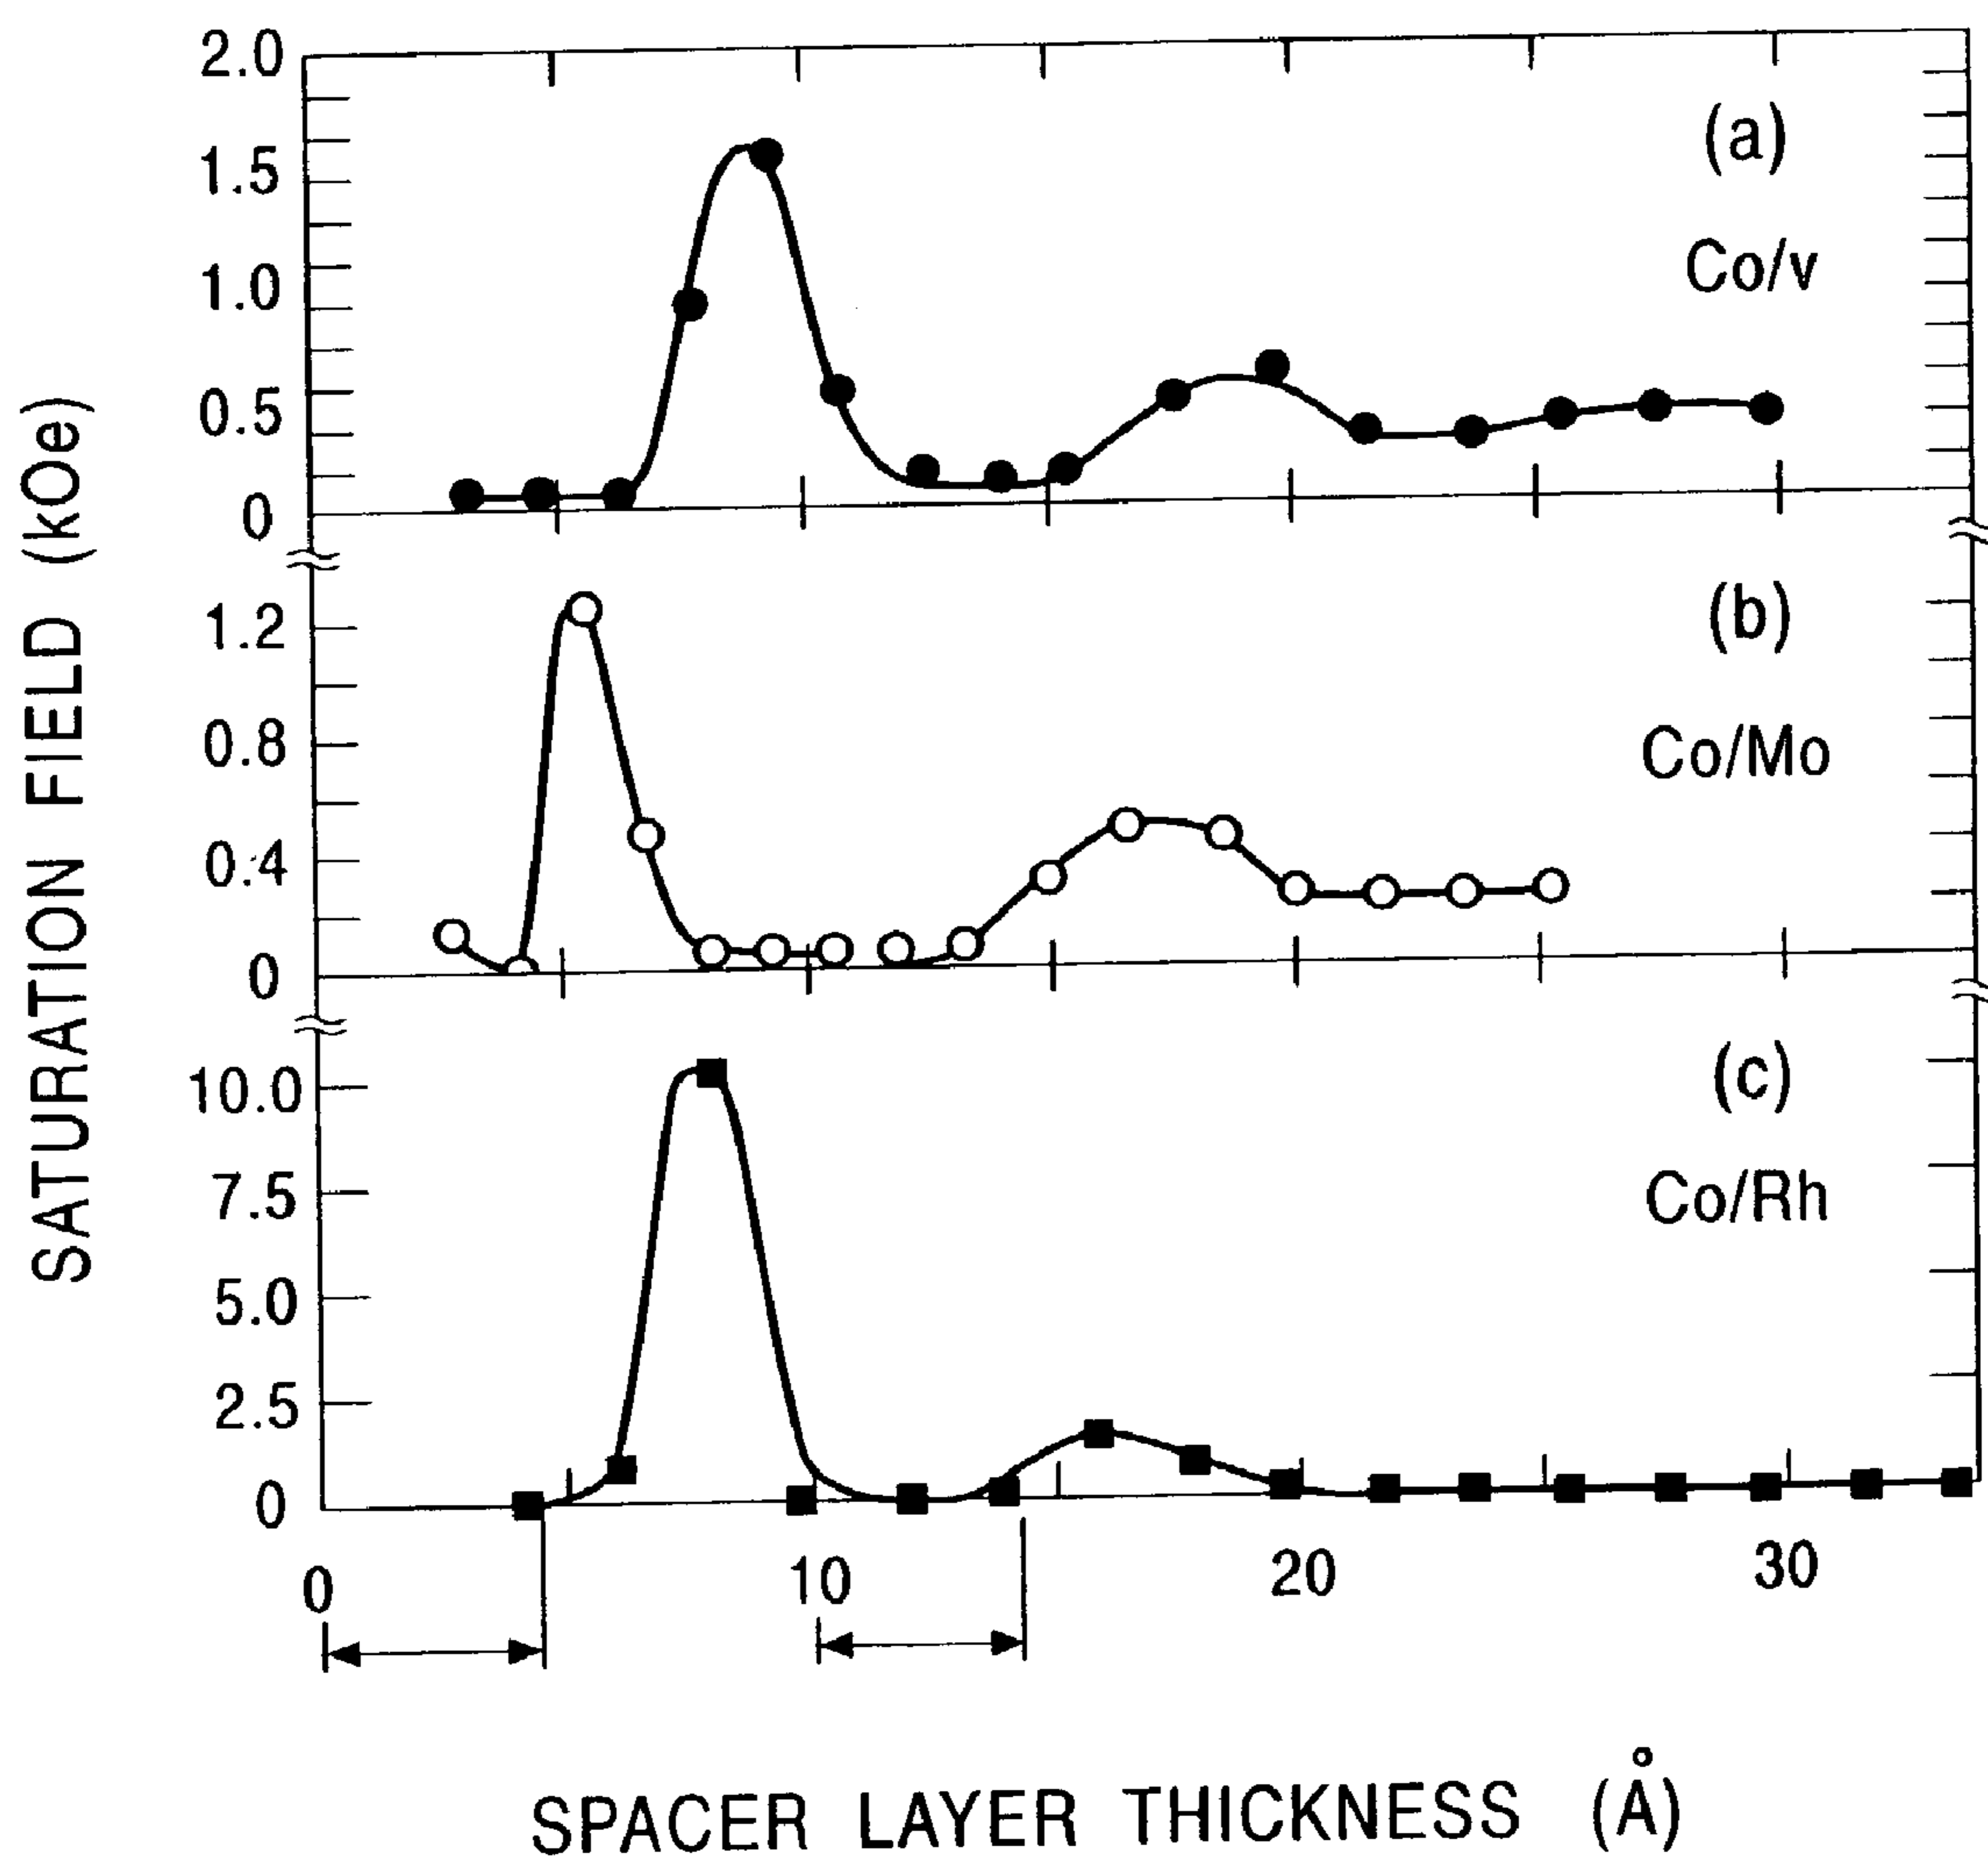 SATURATION FIELD (kOe)
2.0
1.5
1.0
0.5
0
(a)
Co/v
1.2
0.8
0.4
0
(b)
Co/Mo
10.0
7.5
5.0
2.5
0
(c)
Co/Rh
0 10 20 30
SPACER LAYER THICKNESS (Å)